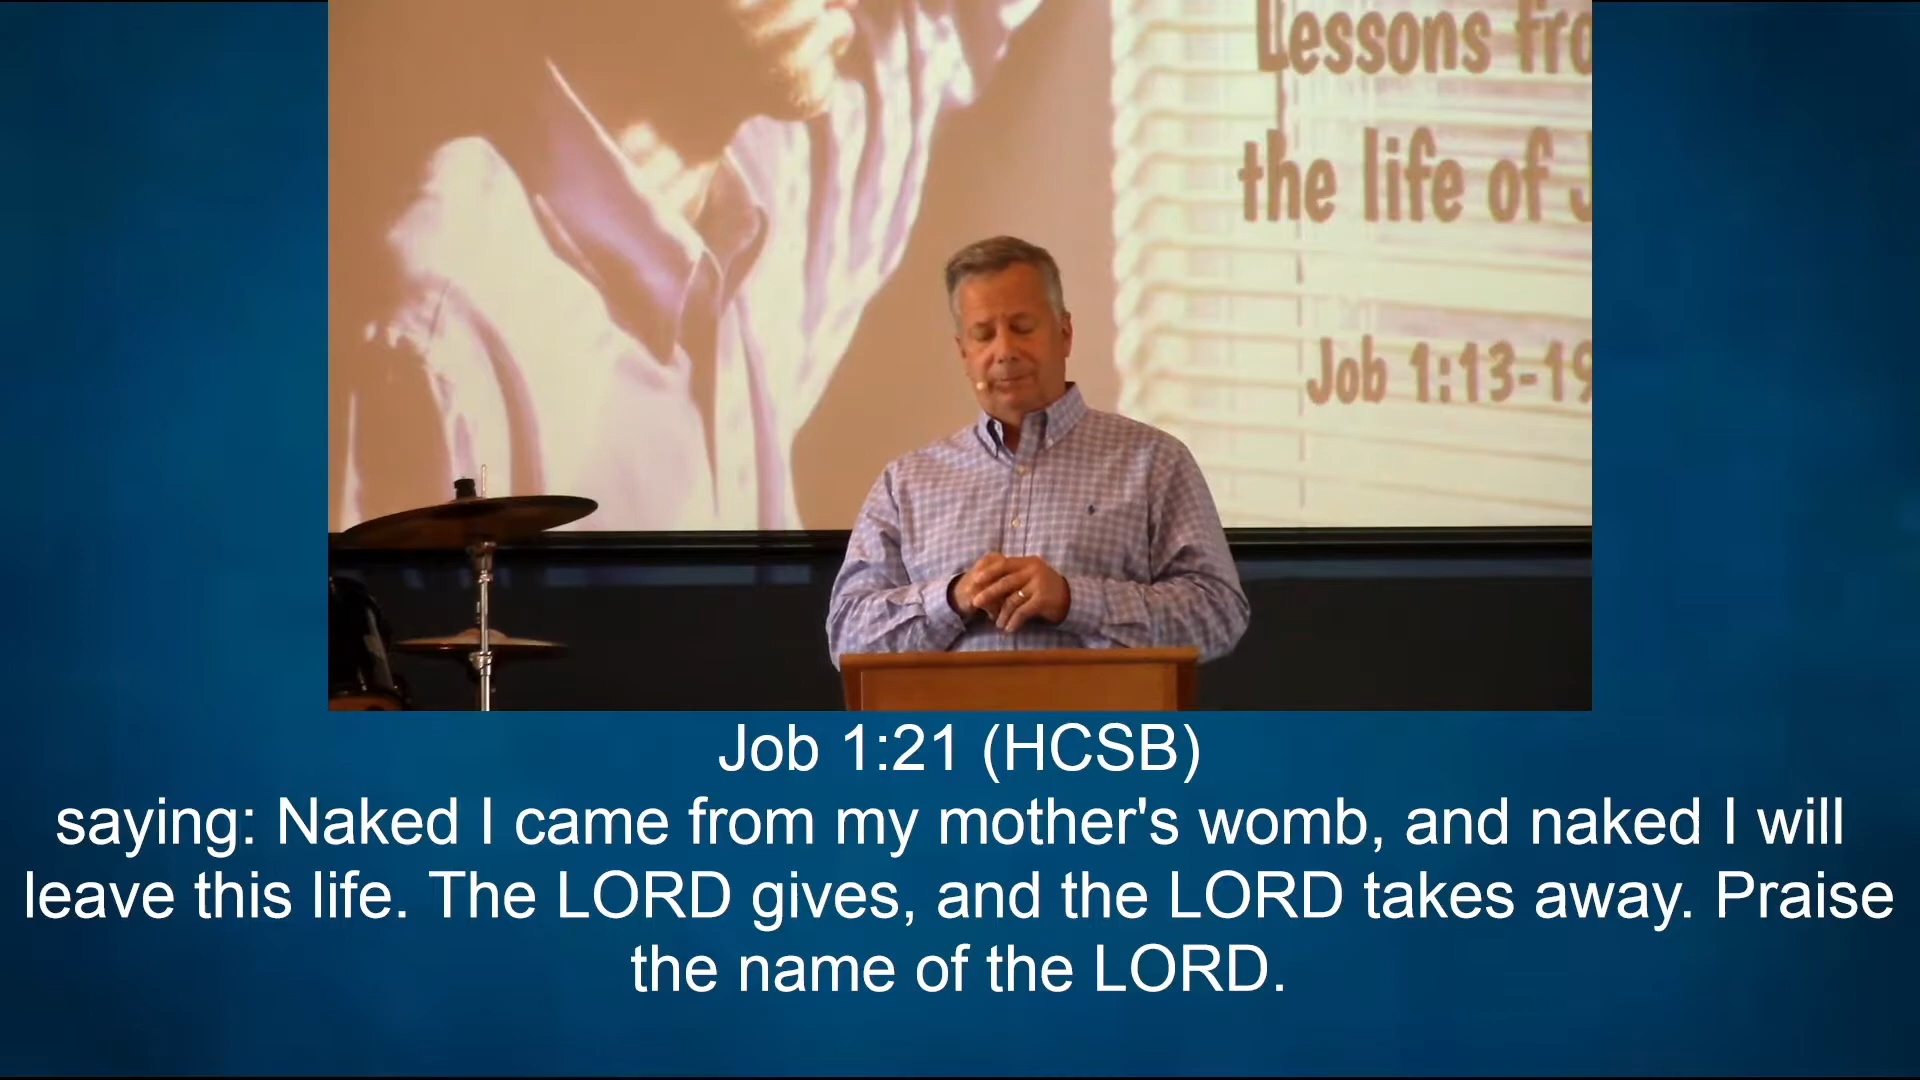 Lessons fro
the life of J
Job 1:13-19
Job 1:21 (HCSB)
saying: Naked I came from my mother's womb, and naked I will
leave this life. The LORD gives, and the LORD takes away. Praise
the name of the LORD.